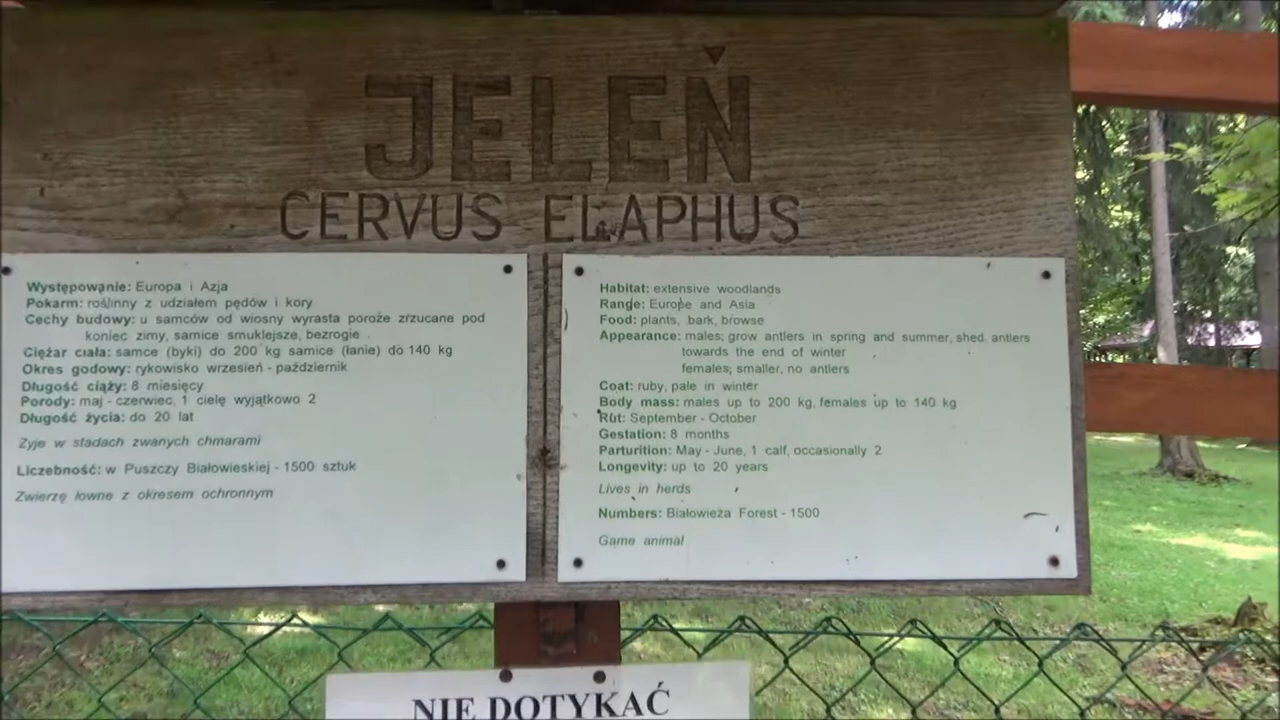 JELEŃ
CERVUS ELAPHUS
Występowanie: Europa i Azja
Pokarm: roślinny z udziałem pędów i kory
Cechy budowy: u samców od wiosny wyrasta poroże zrzucane pod
koniec zimy, samice smuklejsze, bezrogie
Ciężar ciała: samce (byki) do 200 kg samice (łanie) do 140 kg
Okres godowy: rykowisko wrzesień - październik
Długość ciąży: 8 miesięcy
Porody: maj - czerwiec, 1 cielę wyjątkowo 2
Długość życia: do 20 lat
Żyje w stadach zwanych chmarami
Liczebność: w Puszczy Białowieskiej - 1500 sztuk
Zwierzę łowne z okresem ochronnym
Habitat: extensive woodlands
Range: Europe and Asia
Food: plants, bark, browse
Appearance: males; grow antlers in spring and summer, shed antlers
towards the end of winter
females; smaller, no antlers
Coat: ruby, pale in winter
Body mass: males up to 200 kg, females up to 140 kg
Rut: September - October
Gestation: 8 months
Parturition: May - June, 1 calf, occasionally 2
Longevity: up to 20 years
Lives in herds
Numbers: Białowieża Forest - 1500
Game animal
NIE DOTYKAĆ